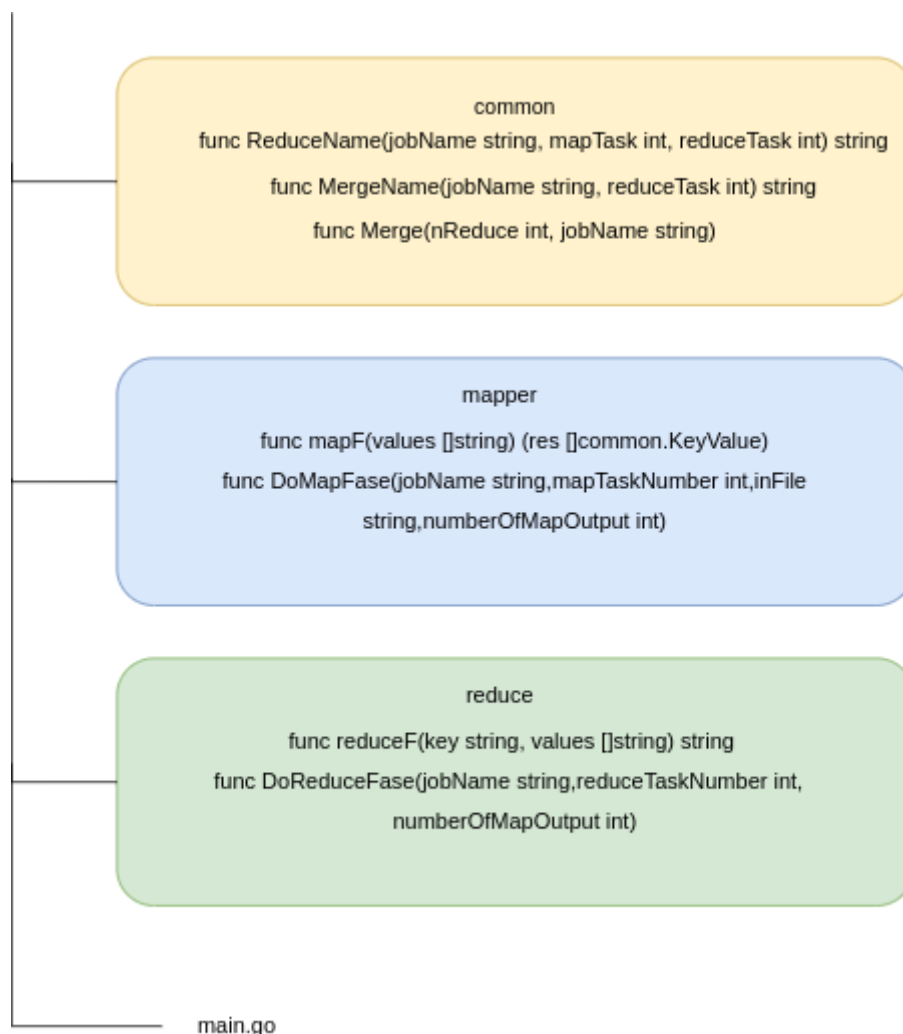 common
func ReduceName(jobName string, mapTask int, reduceTask int) string
func MergeName(jobName string, reduceTask int) string
func Merge(nReduce int, jobName string)
mapper
func mapF(values []string) (res []common.KeyValue)
func DoMapFase(jobName string,mapTaskNumber int,inFile
string,numberOfMapOutput int)
reduce
func reduceF(key string, values []string) string
func DoReduceFase(jobName string,reduceTaskNumber int,
numberOfMapOutput int)
main.go